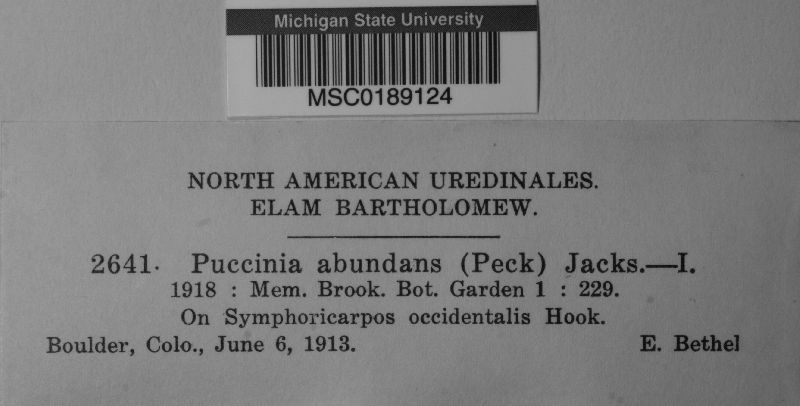 Michigan State University
MSC0189124
NORTH AMERICAN UREDINALES.
ELAM BARTHOLOMEW.
2641. Puccinia abundans (Peck) Jacks.—I.
1918 : Mem. Brook. Bot. Garden 1 : 229.
On Symphoricarpos occidentalis Hook.
Boulder, Colo., June 6, 1913. E. Bethel